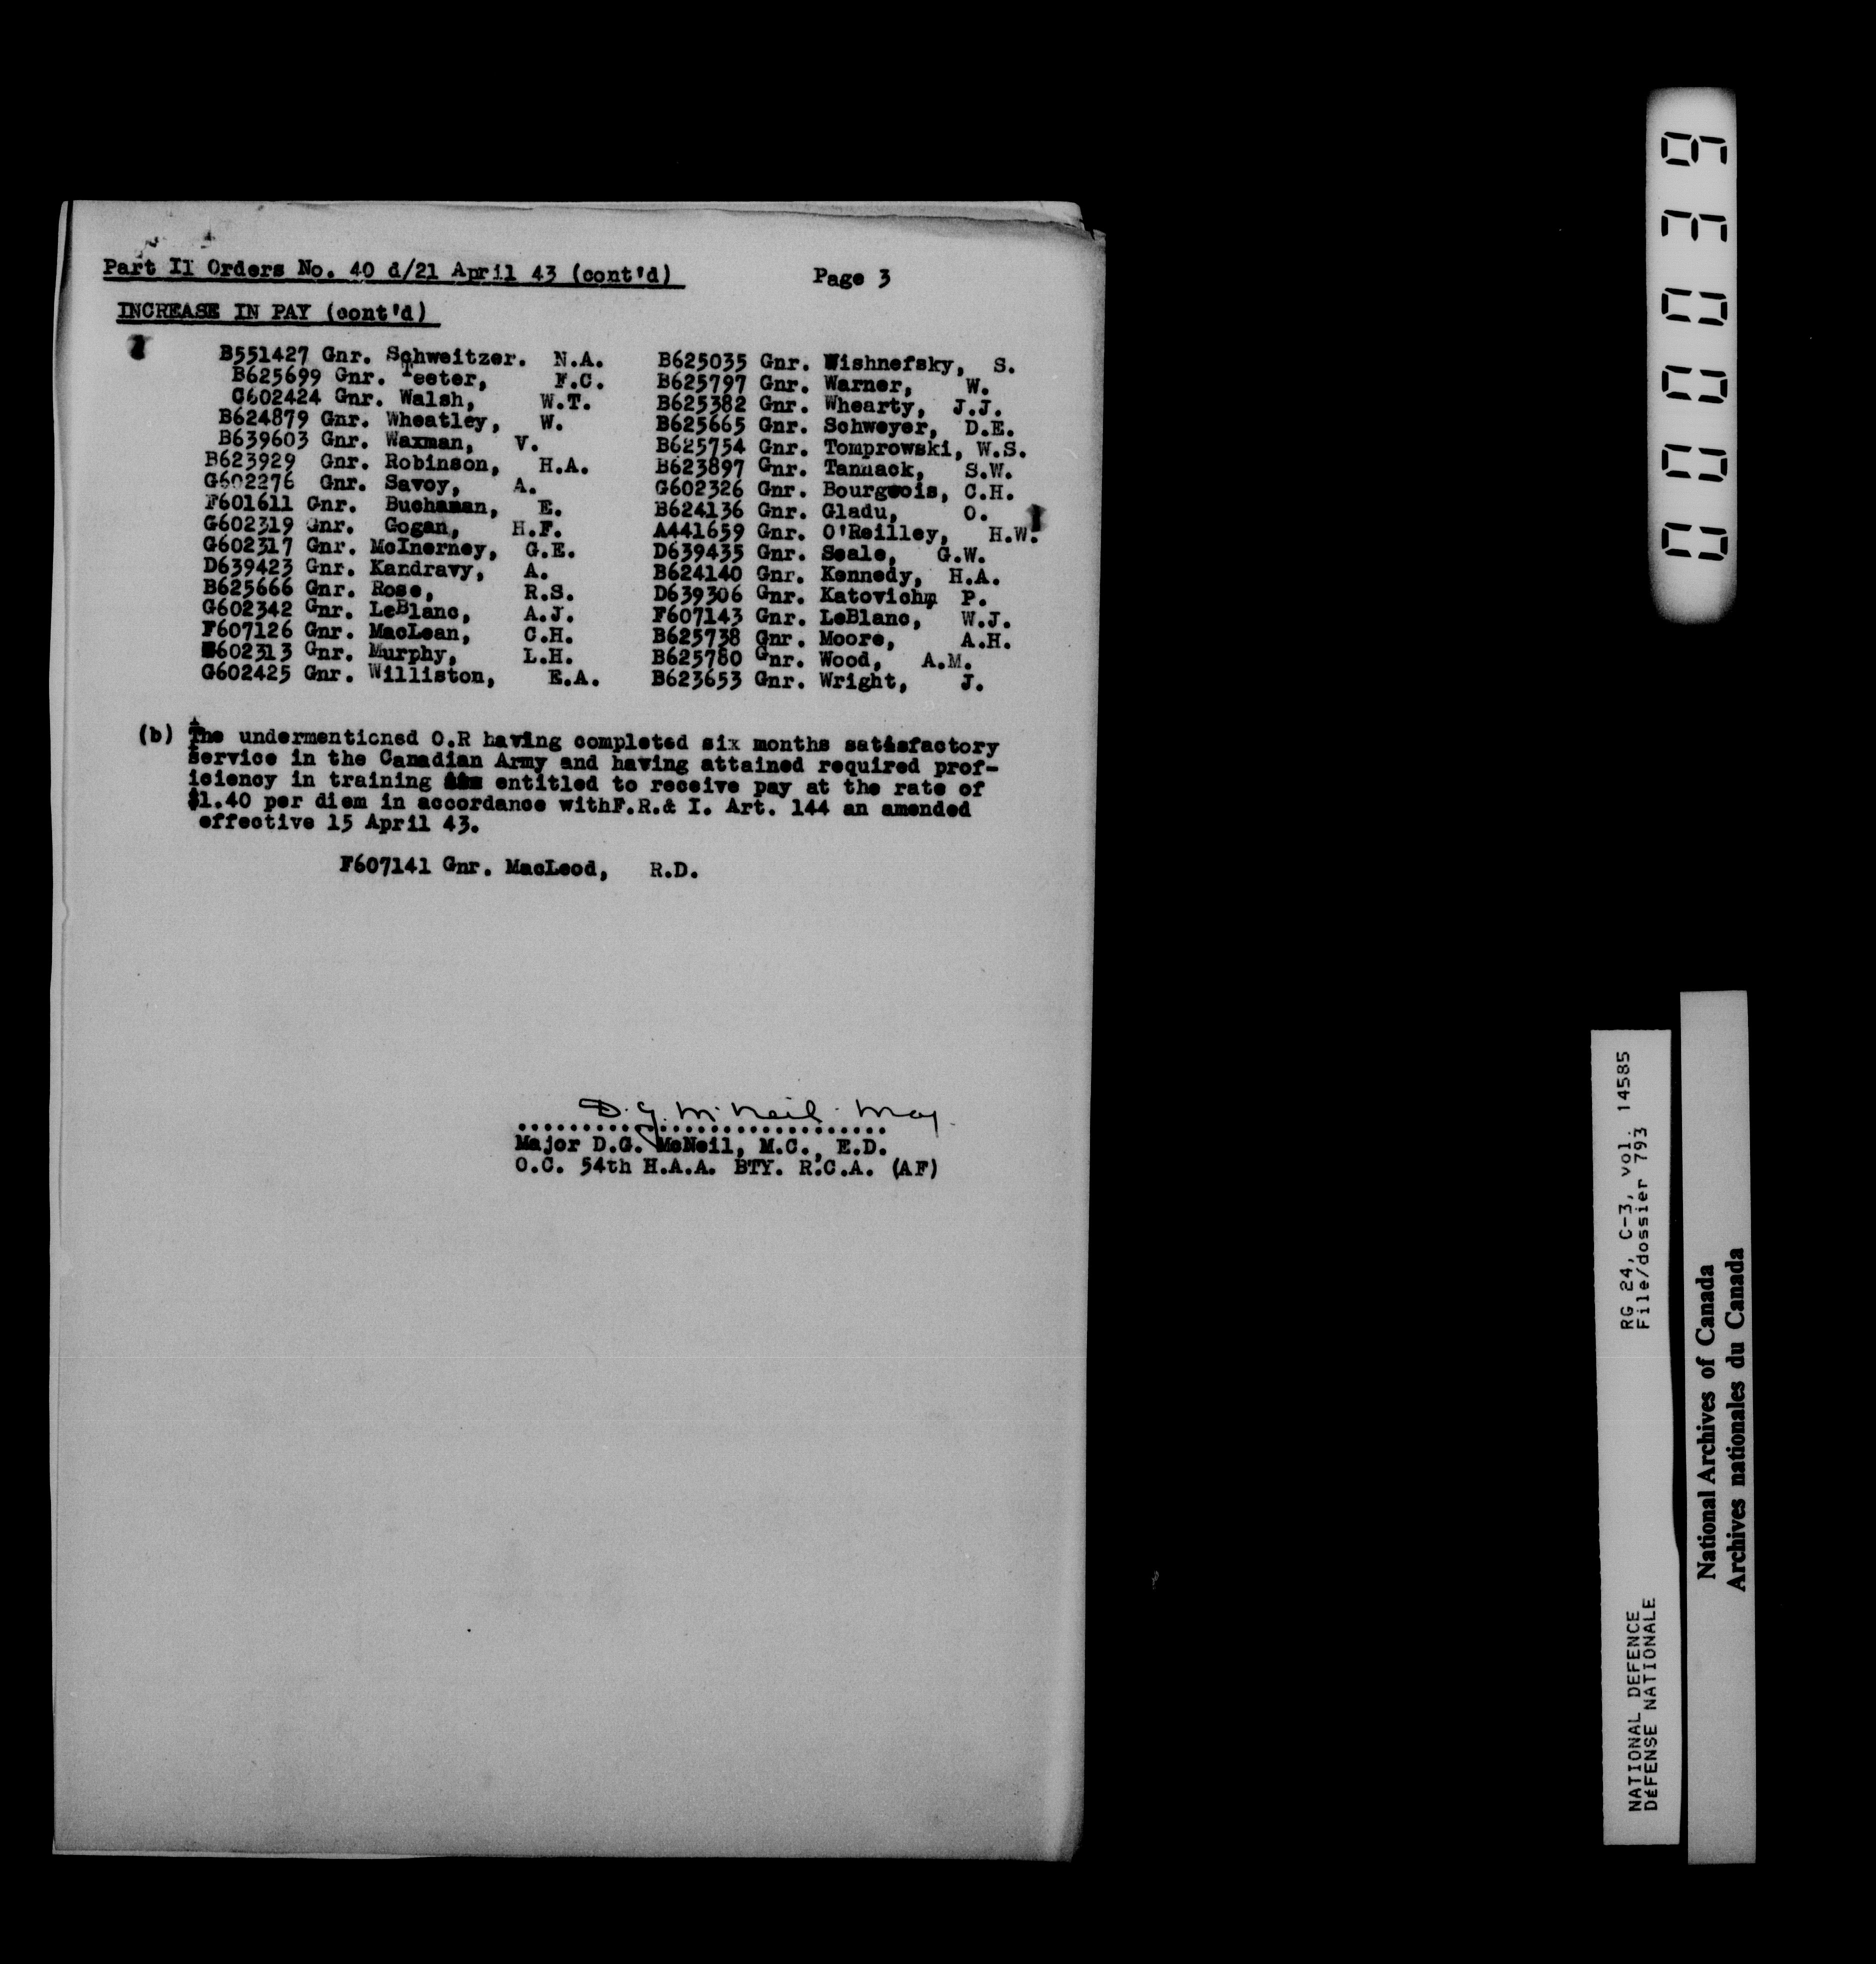 Part II Orders No. 40 d/21 April 43 (cont'd) Page 3
INCREASE IN PAY (cont'd)
B551427 Gnr. Schweitzer. N.A. B625035 Gnr. Wishnefsky, S.
B625699 Gnr. Teeter, F.C. B625797 Gnr. Warner, W.
C602424 Gnr. Walsh, W.T. B625382 Gnr. Whearty, J.J.
B624879 Gnr. Wheatley, W. B625665 Gnr. Schweyer, D.E.
B639603 Gnr. Waxman, V. B625754 Gnr. Tomprowski, W.S.
B623929 Gnr. Robinson, H.A. B623897 Gnr. Tannack, S.W.
G602276 Gnr. Savoy, A. G602326 Gnr. Bourgeois, C.H.
F601611 Gnr. Buchanan, E. B624136 Gnr. Gladu, O.
G602319 Gnr. Gogan, H.F. A441659 Gnr. O'Reilley, H.W.
G602317 Gnr. McInerney, G.E. D639435 Gnr. Seale, G.W.
D639423 Gnr. Kandravy, A. B624140 Gnr. Kennedy, H.A.
B625666 Gnr. Rose, R.S. D639306 Gnr. Katovich, P.
G602342 Gnr. LeBlanc, A.J. F607143 Gnr. LeBlanc, W.J.
F607126 Gnr. MacLean, C.H. B625738 Gnr. Moore, A.H.
602313 Gnr. Murphy, L.H. B625780 Gnr. Wood, A.M.
G602425 Gnr. Williston, E.A. B623653 Gnr. Wright, J.
(b) The undermentioned O.R having completed six months satisfactory
service in the Canadian Army and having attained required prof-
iciency in training entitled to receive pay at the rate of
$1.40 per diem in accordance withF.R.& I. Art. 144 an amended
effective 15 April 43.
F607141 Gnr. MacLeod, R.D.
D.G. McNeil. Maj.
Major D.G. McNeil, M.C., E.D.
O.C. 54th H.A.A. BTY. R.C.A. (AF)
RG 24, C-3, vol. 14585
File/dossier 793
NATIONAL DEFENCE
DÉFENSE NATIONALE
National Archives of Canada
Archives nationales du Canada